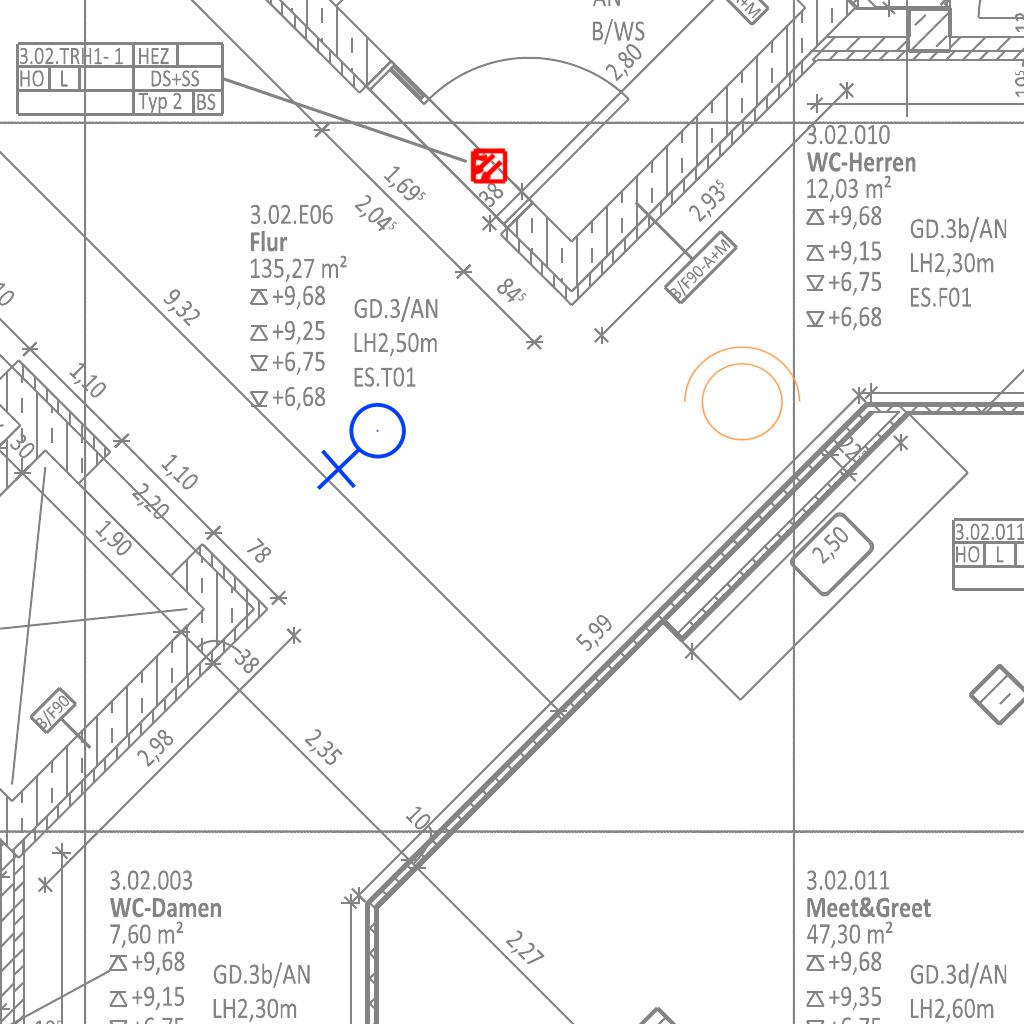 AN
B/WS
2,80
3.02.TRH1- 1 HEZ
HO L DS+SS
Typ 2 BS
1,69⁵
2,04⁵
84⁵
38
2,93⁵
B/F90-A+M
3.02.010
WC-Herren
12,03 m²
+9,68
+9,15
+6,75
+6,68
GD.3b/AN
LH2,30m
ES.F01
3.02.E06
Flur
135,27 m²
+9,68
+9,25
+6,75
+6,68
GD.3/AN
LH2,50m
ES.T01
9,32
1,10
30
1,10
2,20
1,90
78
38
B/F90
2,98
2,35
5,99
10
2,50
3.02.011
HO L
3.02.003
WC-Damen
7,60 m²
+9,68
+9,15
GD.3b/AN
LH2,30m
2,27
3.02.011
Meet&Greet
47,30 m²
+9,68
+9,35
+6,75
GD.3d/AN
LH2,60m